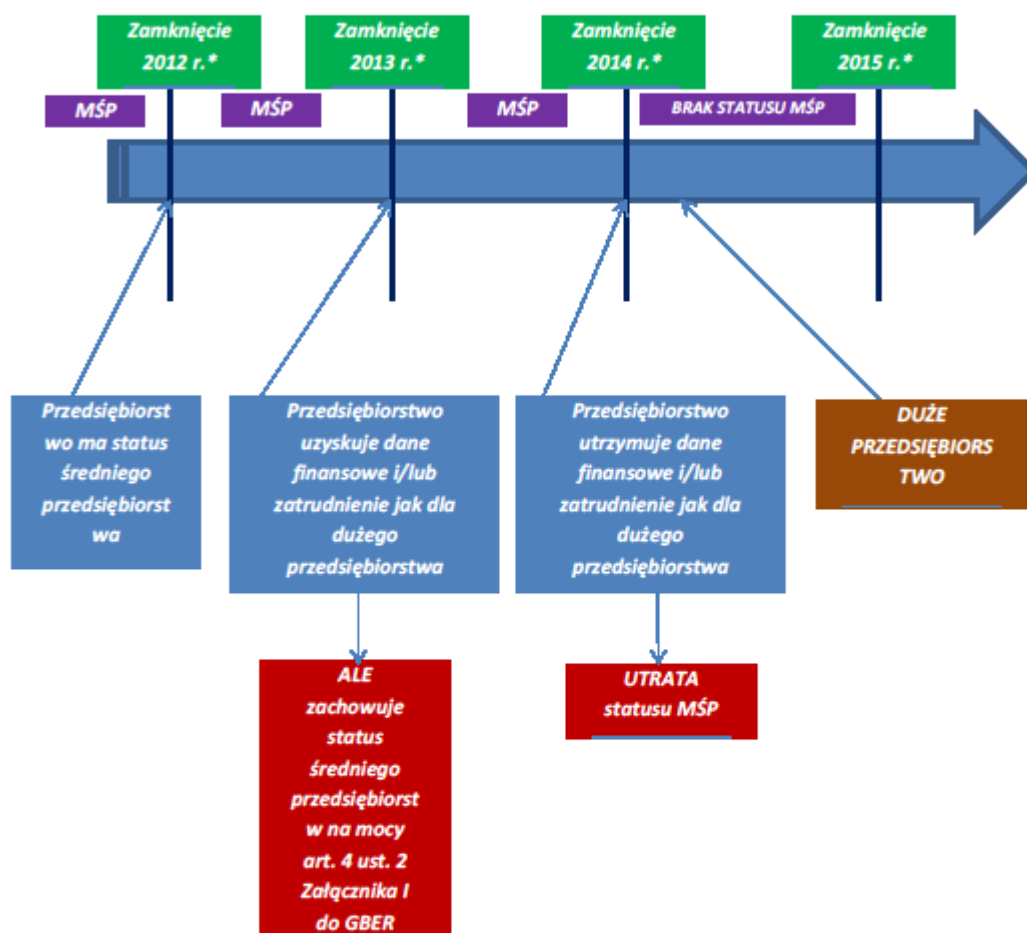 Zamknięcie
2012 r.*
Zamknięcie
2013 r.*
Zamknięcie
2014 r.*
Zamknięcie
2015 r.*
MŚP
MŚP
MŚP
BRAK STATUSU MŚP
Przedsiębiorst
wo ma status
średniego
przedsiębiorst
wa
Przedsiębiorstwo
uzyskuje dane
finansowe i/lub
zatrudnienie jak dla
dużego
przedsiębiorstwa
Przedsiębiorstwo
utrzymuje dane
finansowe i/lub
zatrudnienie jak dla
dużego
przedsiębiorstwa
DUŻE
PRZEDSIĘBIORS
TWO
ALE
zachowuje
status
średniego
przedsiębiorst
w na mocy
art. 4 ust. 2
Załącznika I
do GBER
UTRATA
statusu MŚP